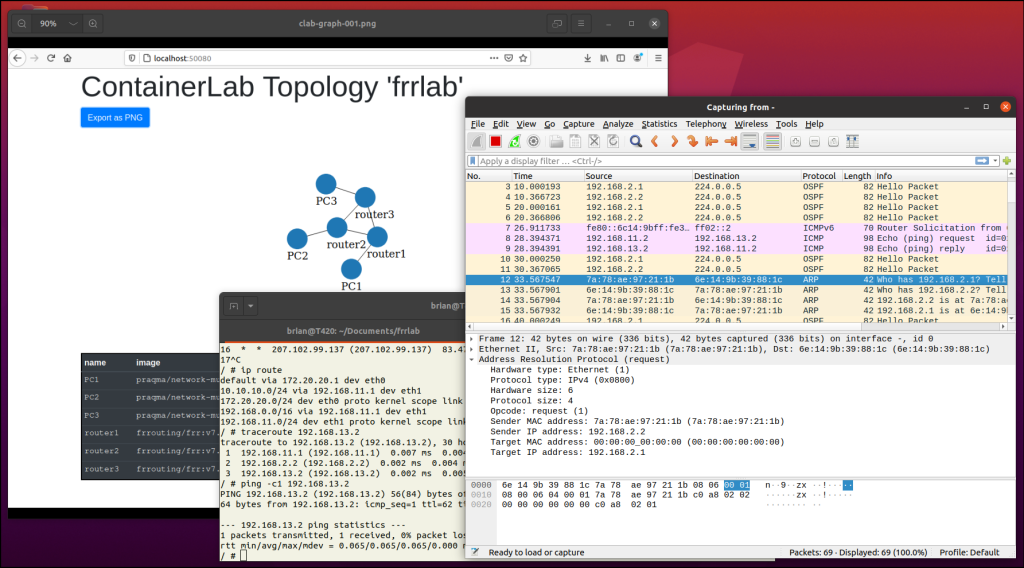 90%
clab-graph-001.png
localhost:50080
ContainerLab Topology 'frrlab'
Export as PNG
PC3
router3
router2
PC2
router1
PC1
name image
PC1 praqma/network-mu
PC2 praqma/network-mu
PC3 praqma/network-mu
router1 frrouting/frr:v7.
router2 frrouting/frr:v7.
router3 frrouting/frr:v7.
brian@T
brian@T420: ~/Documents/frrlab
16 * * 207.102.99.137 (207.102.99.137) 83.47
17^C
/ # ip route
default via 172.20.20.1 dev eth0
10.10.10.0/24 via 192.168.11.1 dev eth1
172.20.20.0/24 dev eth0 proto kernel scope link
192.168.0.0/16 via 192.168.11.1 dev eth1
192.168.11.0/24 dev eth1 proto kernel scope link
/ # traceroute 192.168.13.2
traceroute to 192.168.13.2 (192.168.13.2), 30 ho
1 192.168.11.1 (192.168.11.1) 0.007 ms 0.004
2 192.168.2.2 (192.168.2.2) 0.002 ms 0.004 m
3 192.168.13.2 (192.168.13.2) 0.002 ms 0.005
/ # ping -c1 192.168.13.2
PING 192.168.13.2 (192.168.13.2) 56(84) bytes of
64 bytes from 192.168.13.2: icmp_seq=1 ttl=62 ti
--- 192.168.13.2 ping statistics ---
1 packets transmitted, 1 received, 0% packet los
rtt min/avg/max/mdev = 0.065/0.065/0.065/0.000 m
/ #
Capturing from -
File Edit View Go Capture Analyze Statistics Telephony Wireless Tools Help
Apply a display filter ... <Ctrl-/>
No. Time Source Destination Protocol Length Info
3 10.000193 192.168.2.1 224.0.0.5 OSPF 82 Hello Packet
4 10.366723 192.168.2.2 224.0.0.5 OSPF 82 Hello Packet
5 20.000161 192.168.2.1 224.0.0.5 OSPF 82 Hello Packet
6 20.366806 192.168.2.2 224.0.0.5 OSPF 82 Hello Packet
7 26.911733 fe80::6c14:9bff:fe3… ff02::2 ICMPv6 70 Router Solicitation from
8 28.394371 192.168.11.2 192.168.13.2 ICMP 98 Echo (ping) request id=0
9 28.394391 192.168.13.2 192.168.11.2 ICMP 98 Echo (ping) reply id=0
10 30.000250 192.168.2.1 224.0.0.5 OSPF 82 Hello Packet
11 30.367065 192.168.2.2 224.0.0.5 OSPF 82 Hello Packet
12 33.567547 7a:78:ae:97:21:1b 6e:14:9b:39:88:1c ARP 42 Who has 192.168.2.1? Tell
13 33.567901 6e:14:9b:39:88:1c 7a:78:ae:97:21:1b ARP 42 Who has 192.168.2.2? Tell
14 33.567904 7a:78:ae:97:21:1b 6e:14:9b:39:88:1c ARP 42 192.168.2.2 is at 7a:78:a
15 33.567932 6e:14:9b:39:88:1c 7a:78:ae:97:21:1b ARP 42 192.168.2.1 is at 6e:14:9
16 40.000249 192.168.2.1 224.0.0.5 OSPF 82 Hello Packet
Frame 12: 42 bytes on wire (336 bits), 42 bytes captured (336 bits) on interface -, id 0
Ethernet II, Src: 7a:78:ae:97:21:1b (7a:78:ae:97:21:1b), Dst: 6e:14:9b:39:88:1c (6e:14:9b:39:88:1c)
Address Resolution Protocol (request)
Hardware type: Ethernet (1)
Protocol type: IPv4 (0x0800)
Hardware size: 6
Protocol size: 4
Opcode: request (1)
Sender MAC address: 7a:78:ae:97:21:1b (7a:78:ae:97:21:1b)
Sender IP address: 192.168.2.2
Target MAC address: 00:00:00_00:00:00 (00:00:00:00:00:00)
Target IP address: 192.168.2.1
0000 6e 14 9b 39 88 1c 7a 78 ae 97 21 1b 08 06 00 01 n··9··zx ··!·····
0010 08 00 06 04 00 01 7a 78 ae 97 21 1b c0 a8 02 02 ······zx ··!·····
0020 00 00 00 00 00 00 c0 a8 02 01 ········ ··
Ready to load or capture
Packets: 69 · Displayed: 69 (100.0%)
Profile: Default